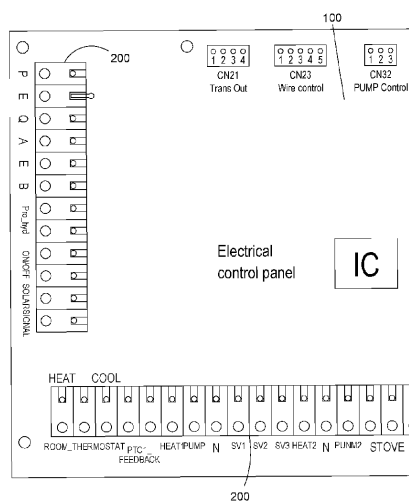 100
200
1 2 3 4
CN21
Trans Out
1 2 3 4 5
CN23
Wire control
1 2 3
CN32
PUMP Control
P
E
Q
A
E
B
Pro_hyd
ON/OFF
SOLARSIGNAL
Electrical
control panel
IC
HEAT COOL
ROOM_THERMOSTAT PTC1_ HEAT1 PUMP N SV1 SV2 SV3 HEAT2 N PUNM2 STOVE
FEEDBACK
200